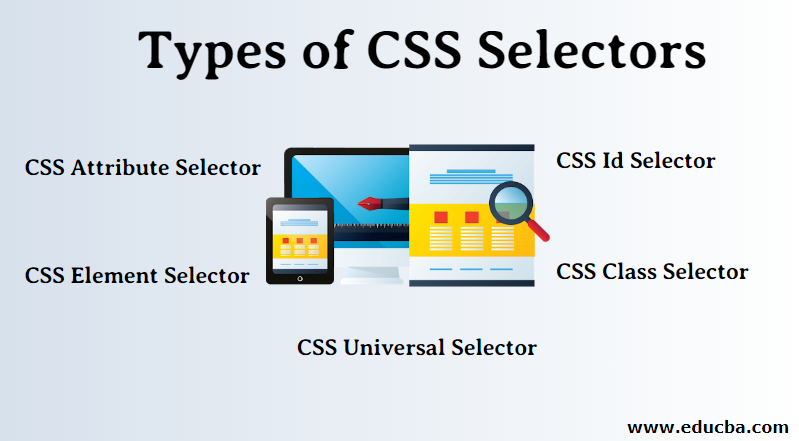 Types of CSS Selectors
CSS Attribute Selector
CSS Id Selector
CSS Element Selector
CSS Class Selector
CSS Universal Selector
www.educba.com